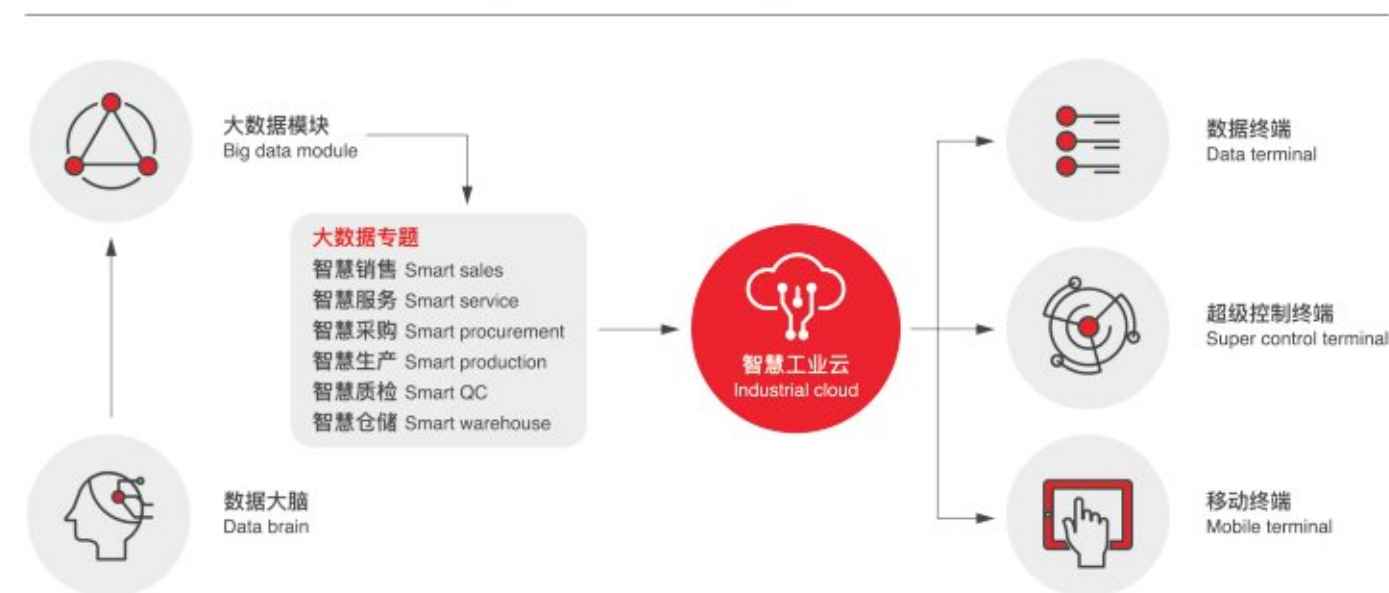 大数据模块
Big data module
大数据专题
智慧销售 Smart sales
智慧服务 Smart service
智慧采购 Smart procurement
智慧生产 Smart production
智慧质检 Smart QC
智慧仓储 Smart warehouse
数据大脑
Data brain
智慧工业云
Industrial cloud
数据终端
Data terminal
超级控制终端
Super control terminal
移动终端
Mobile terminal